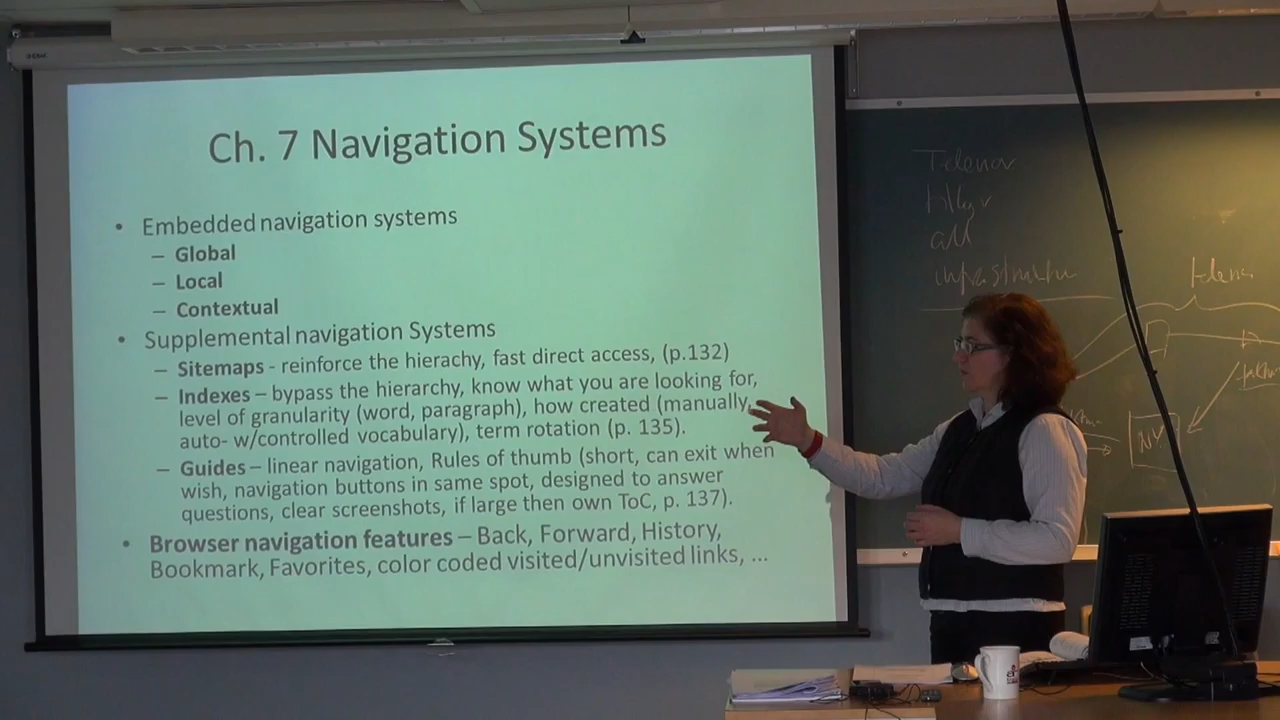 Ch. 7 Navigation Systems
• Embedded navigation systems
– Global
– Local
– Contextual
• Supplemental navigation Systems
– Sitemaps - reinforce the hierachy, fast direct access, (p.132)
– Indexes – bypass the hierarchy, know what you are looking for,
level of granularity (word, paragraph), how created (manually,
auto- w/controlled vocabulary), term rotation (p. 135).
– Guides – linear navigation, Rules of thumb (short, can exit when
wish, navigation buttons in same spot, designed to answer
questions, clear screenshots, if large then own ToC, p. 137).
• Browser navigation features – Back, Forward, History,
Bookmark, Favorites, color coded visited/unvisited links, ...
Telenor
all
NY